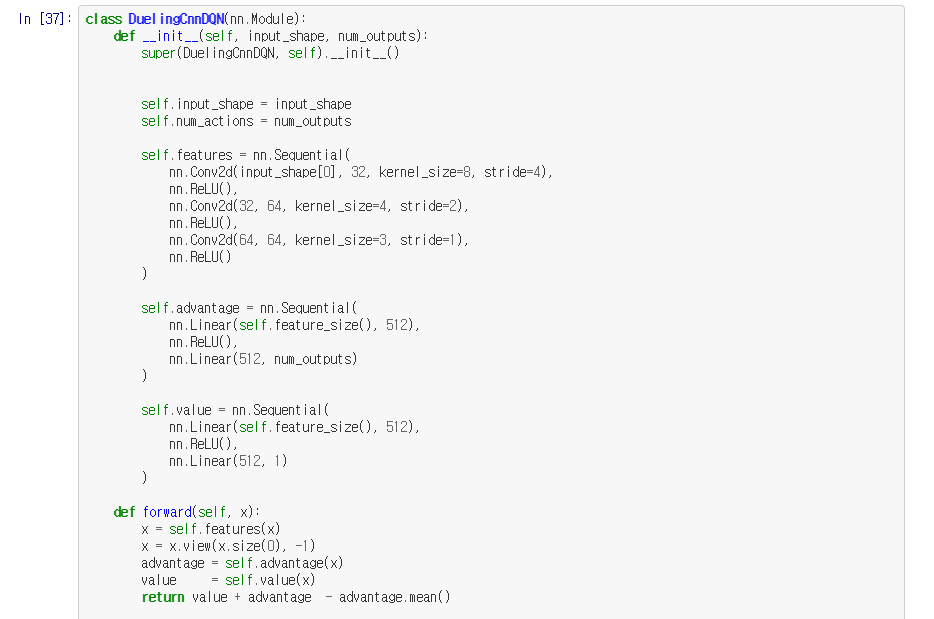 In [37]: class DuelingCnnDQN(nn.Module):
    def __init__(self, input_shape, num_outputs):
        super(DuelingCnnDQN, self).__init__()
        self.input_shape = input_shape
        self.num_actions = num_outputs
        self.features = nn.Sequential(
            nn.Conv2d(input_shape[0], 32, kernel_size=8, stride=4),
            nn.ReLU(),
            nn.Conv2d(32, 64, kernel_size=4, stride=2),
            nn.ReLU(),
            nn.Conv2d(64, 64, kernel_size=3, stride=1),
            nn.ReLU()
        )
        self.advantage = nn.Sequential(
            nn.Linear(self.feature_size(), 512),
            nn.ReLU(),
            nn.Linear(512, num_outputs)
        )
        self.value = nn.Sequential(
            nn.Linear(self.feature_size(), 512),
            nn.ReLU(),
            nn.Linear(512, 1)
        )
    def forward(self, x):
        x = self.features(x)
        x = x.view(x.size(0), -1)
        advantage = self.advantage(x)
        value     = self.value(x)
        return value + advantage  - advantage.mean()